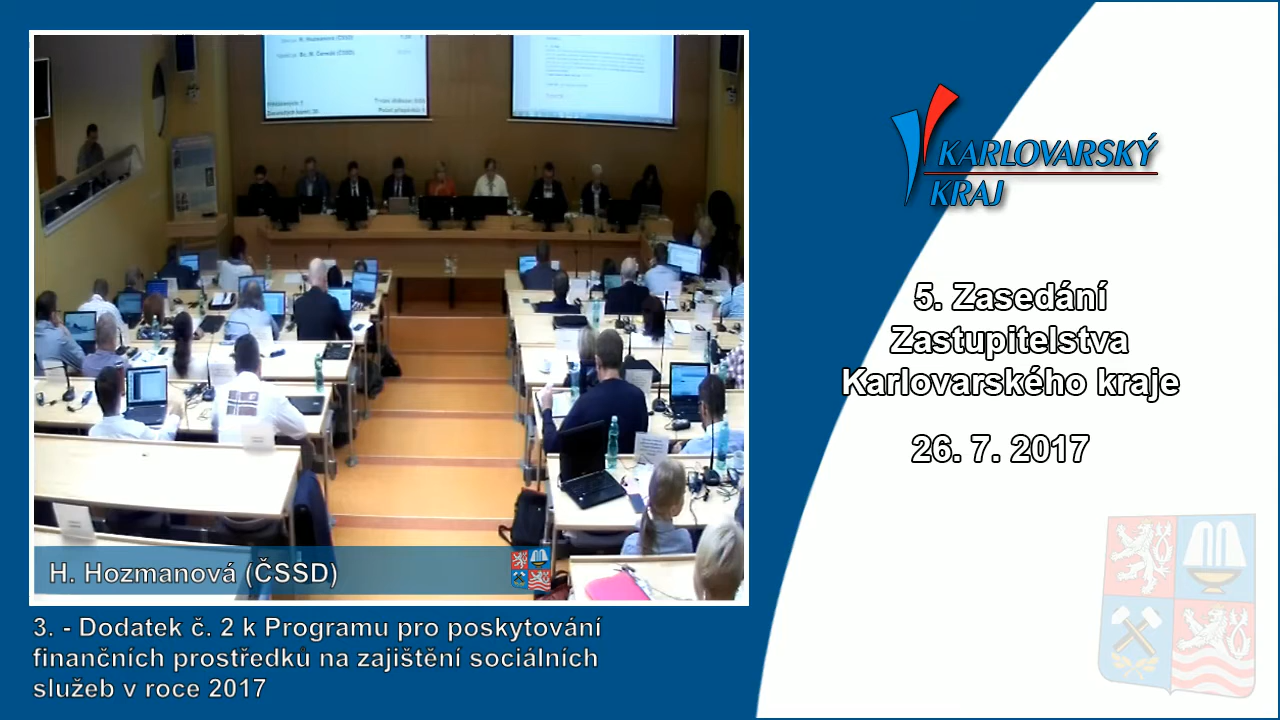 KARLOVARSKÝ
KRAJ
5. Zasedání
Zastupitelstva
Karlovarského kraje
26. 7. 2017
H. Hozmanová (ČSSD)
3. - Dodatek č. 2 k Programu pro poskytování
finančních prostředků na zajištění sociálních
služeb v roce 2017